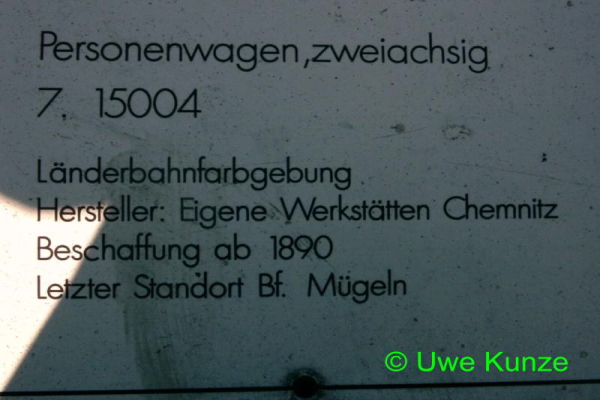 Personenwagen,zweiachsig
7. 15004
Länderbahnfarbgebung
Hersteller: Eigene Werkstätten Chemnitz
Beschaffung ab 1890
Letzter Standort Bf. Mügeln
© Uwe Kunze